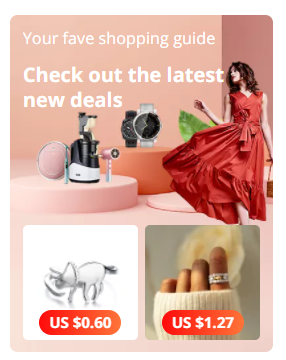 Your fave shopping guide
Check out the latest
new deals
US $0.60
US $1.27